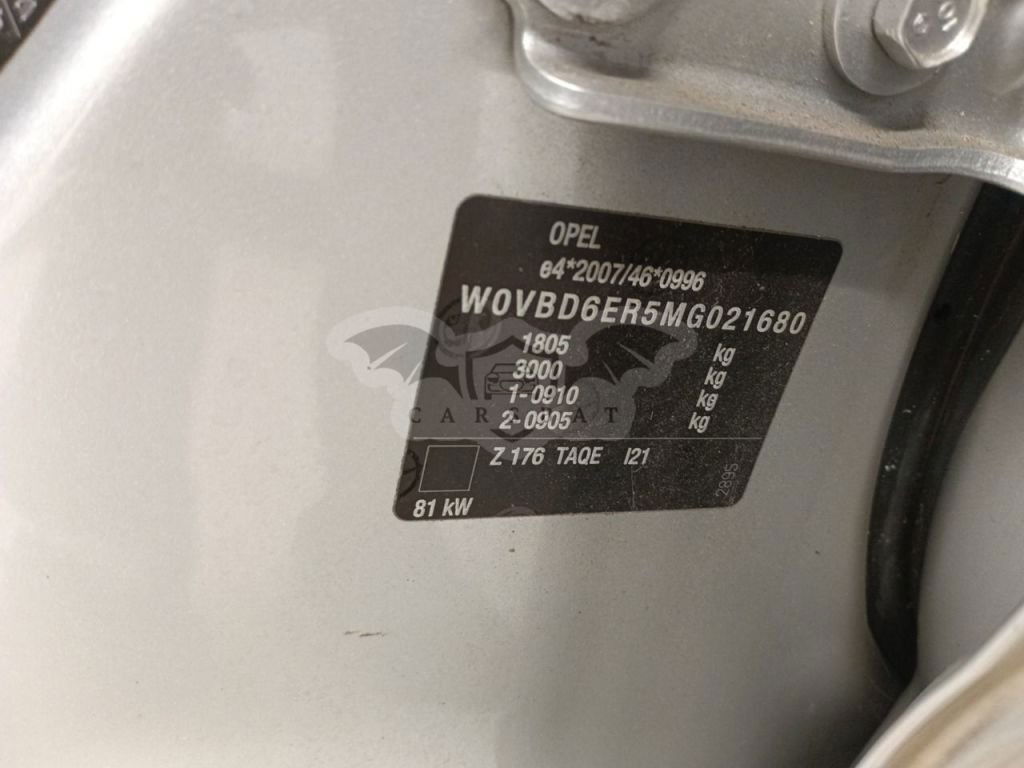 OPEL
e4*2007/46*0996
W0VBD6ER5MG021680
1805 kg
3000 kg
1-0910 kg
2-0905 kg
CARSBAT
Z 176 TAQE I21
2895
81 kW